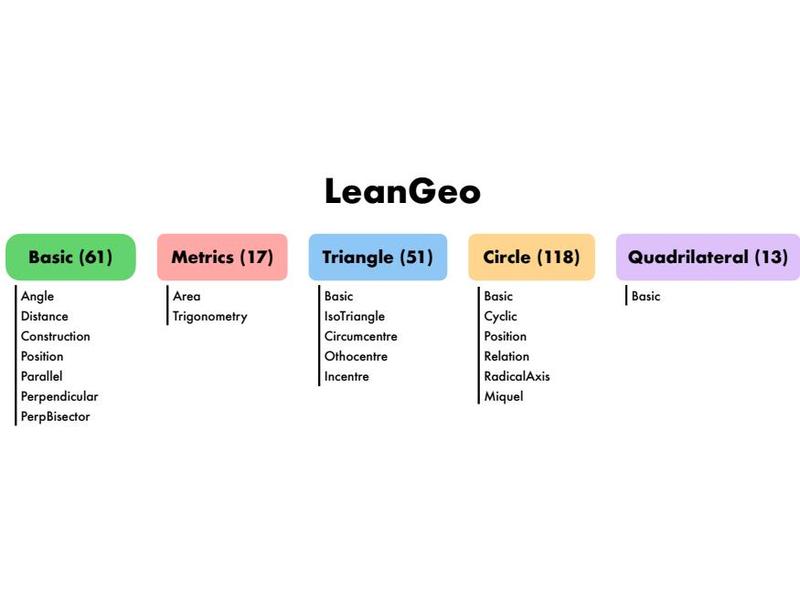 LeanGeo
Basic (61)
Angle
Distance
Construction
Position
Parallel
Perpendicular
PerpBisector
Metrics (17)
Area
Trigonometry
Triangle (51)
Basic
IsoTriangle
Circumcentre
Othocentre
Incentre
Circle (118)
Basic
Cyclic
Position
Relation
RadicalAxis
Miquel
Quadrilateral (13)
Basic